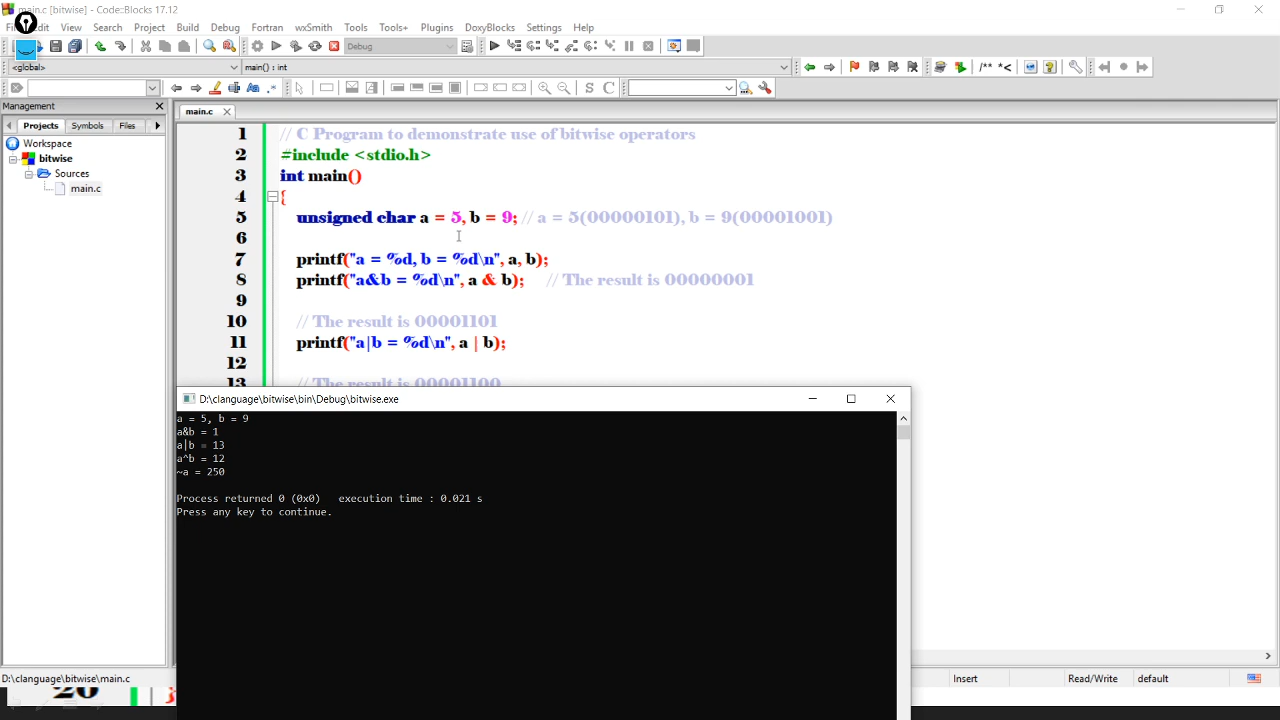 main.c [bitwise] - Code::Blocks 17.12
Edit View Search Project Build Debug Fortran wxSmith Tools Tools+ Plugins DoxyBlocks Settings Help
Debug
<global> main() : int
/** *<
S C
Management
main.c
Projects Symbols Files
Workspace
bitwise
Sources
main.c
1 // C Program to demonstrate use of bitwise operators
2 #include <stdio.h>
3 int main()
4 {
5 unsigned char a = 5, b = 9; // a = 5(00000101), b = 9(00001001)
6
7 printf("a = %d, b = %d\n", a, b);
8 printf("a&b = %d\n", a & b); // The result is 00000001
9
10 // The result is 00001101
11 printf("a|b = %d\n", a | b);
12
13 // The result is 00001100
D:\clanguage\bitwise\bin\Debug\bitwise.exe
a = 5, b = 9
a&b = 1
a|b = 13
a^b = 12
~a = 250
Process returned 0 (0x0) execution time : 0.021 s
Press any key to continue.
D:\clanguage\bitwise\main.c Insert Read/Write default
20 }